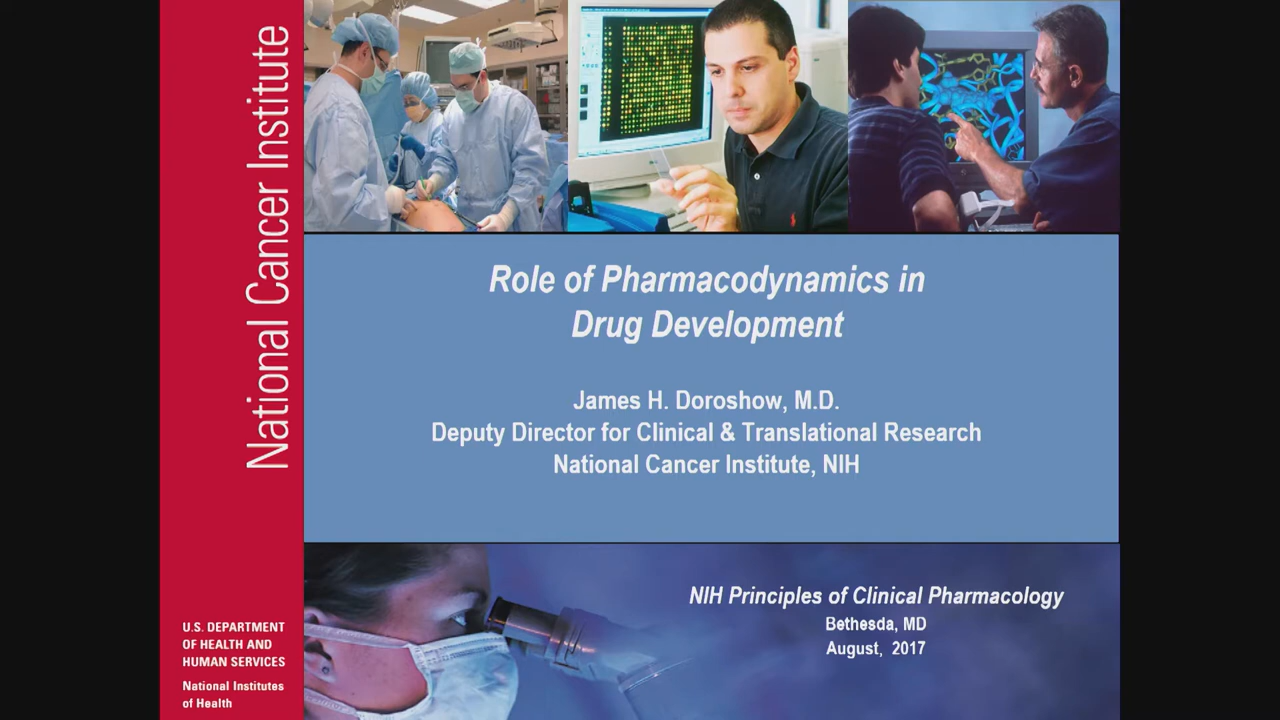 National Cancer Institute
Role of Pharmacodynamics in
Drug Development
James H. Doroshow, M.D.
Deputy Director for Clinical & Translational Research
National Cancer Institute, NIH
NIH Principles of Clinical Pharmacology
Bethesda, MD
August, 2017
U.S. DEPARTMENT
OF HEALTH AND
HUMAN SERVICES
National Institutes
of Health